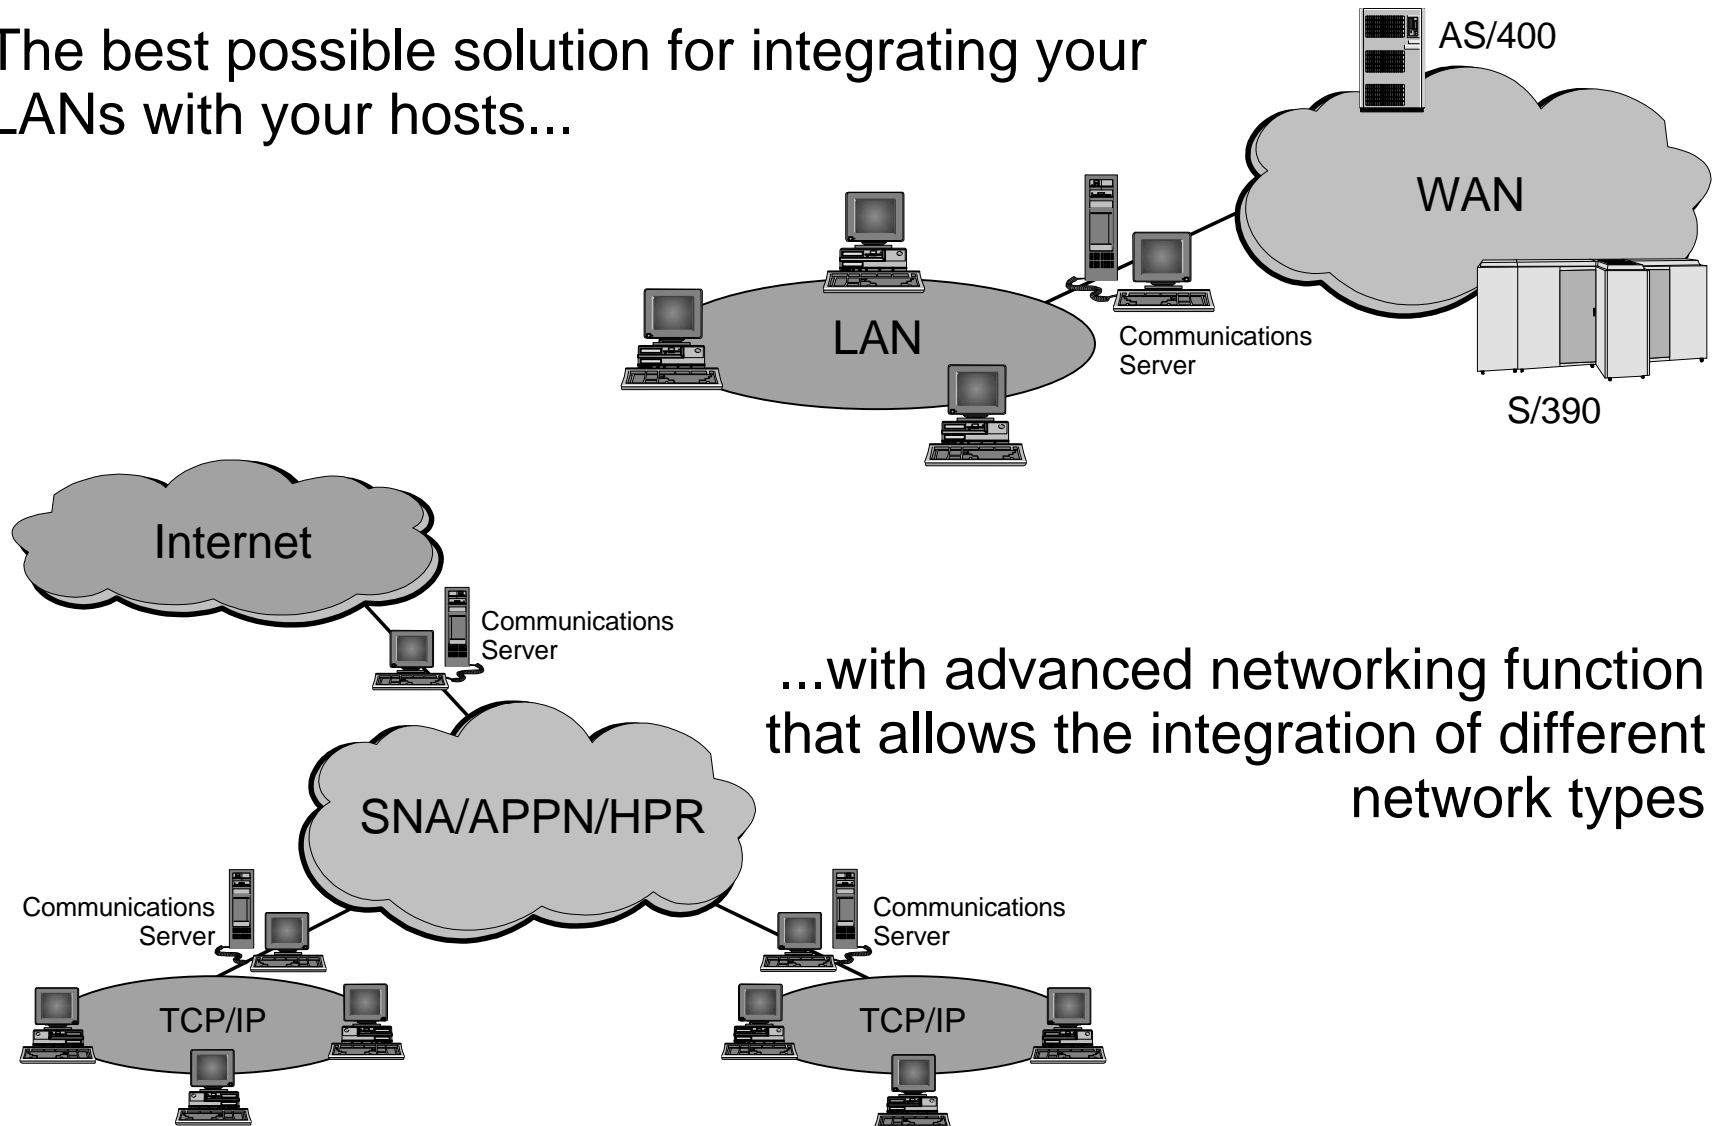 The best possible solution for integrating your
LANs with your hosts...
AS/400
WAN
LAN
Communications
Server
S/390
Internet
Communications
Server
...with advanced networking function
that allows the integration of different
network types
SNA/APPN/HPR
Communications
Server
Communications
Server
TCP/IP
TCP/IP